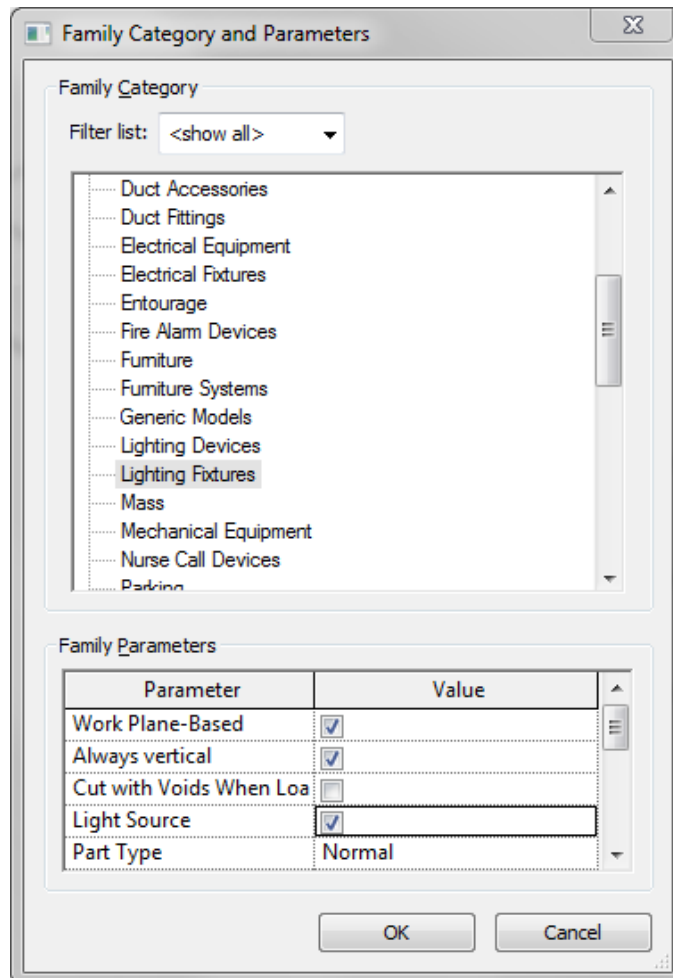 Family Category and Parameters
Family Category
Filter list: <show all>
Duct Accessories
Duct Fittings
Electrical Equipment
Electrical Fixtures
Entourage
Fire Alarm Devices
Furniture
Furniture Systems
Generic Models
Lighting Devices
Lighting Fixtures
Mass
Mechanical Equipment
Nurse Call Devices
Parking
Family Parameters
Parameter Value
Work Plane-Based
Always vertical
Cut with Voids When Loa
Light Source
Part Type Normal
OK Cancel